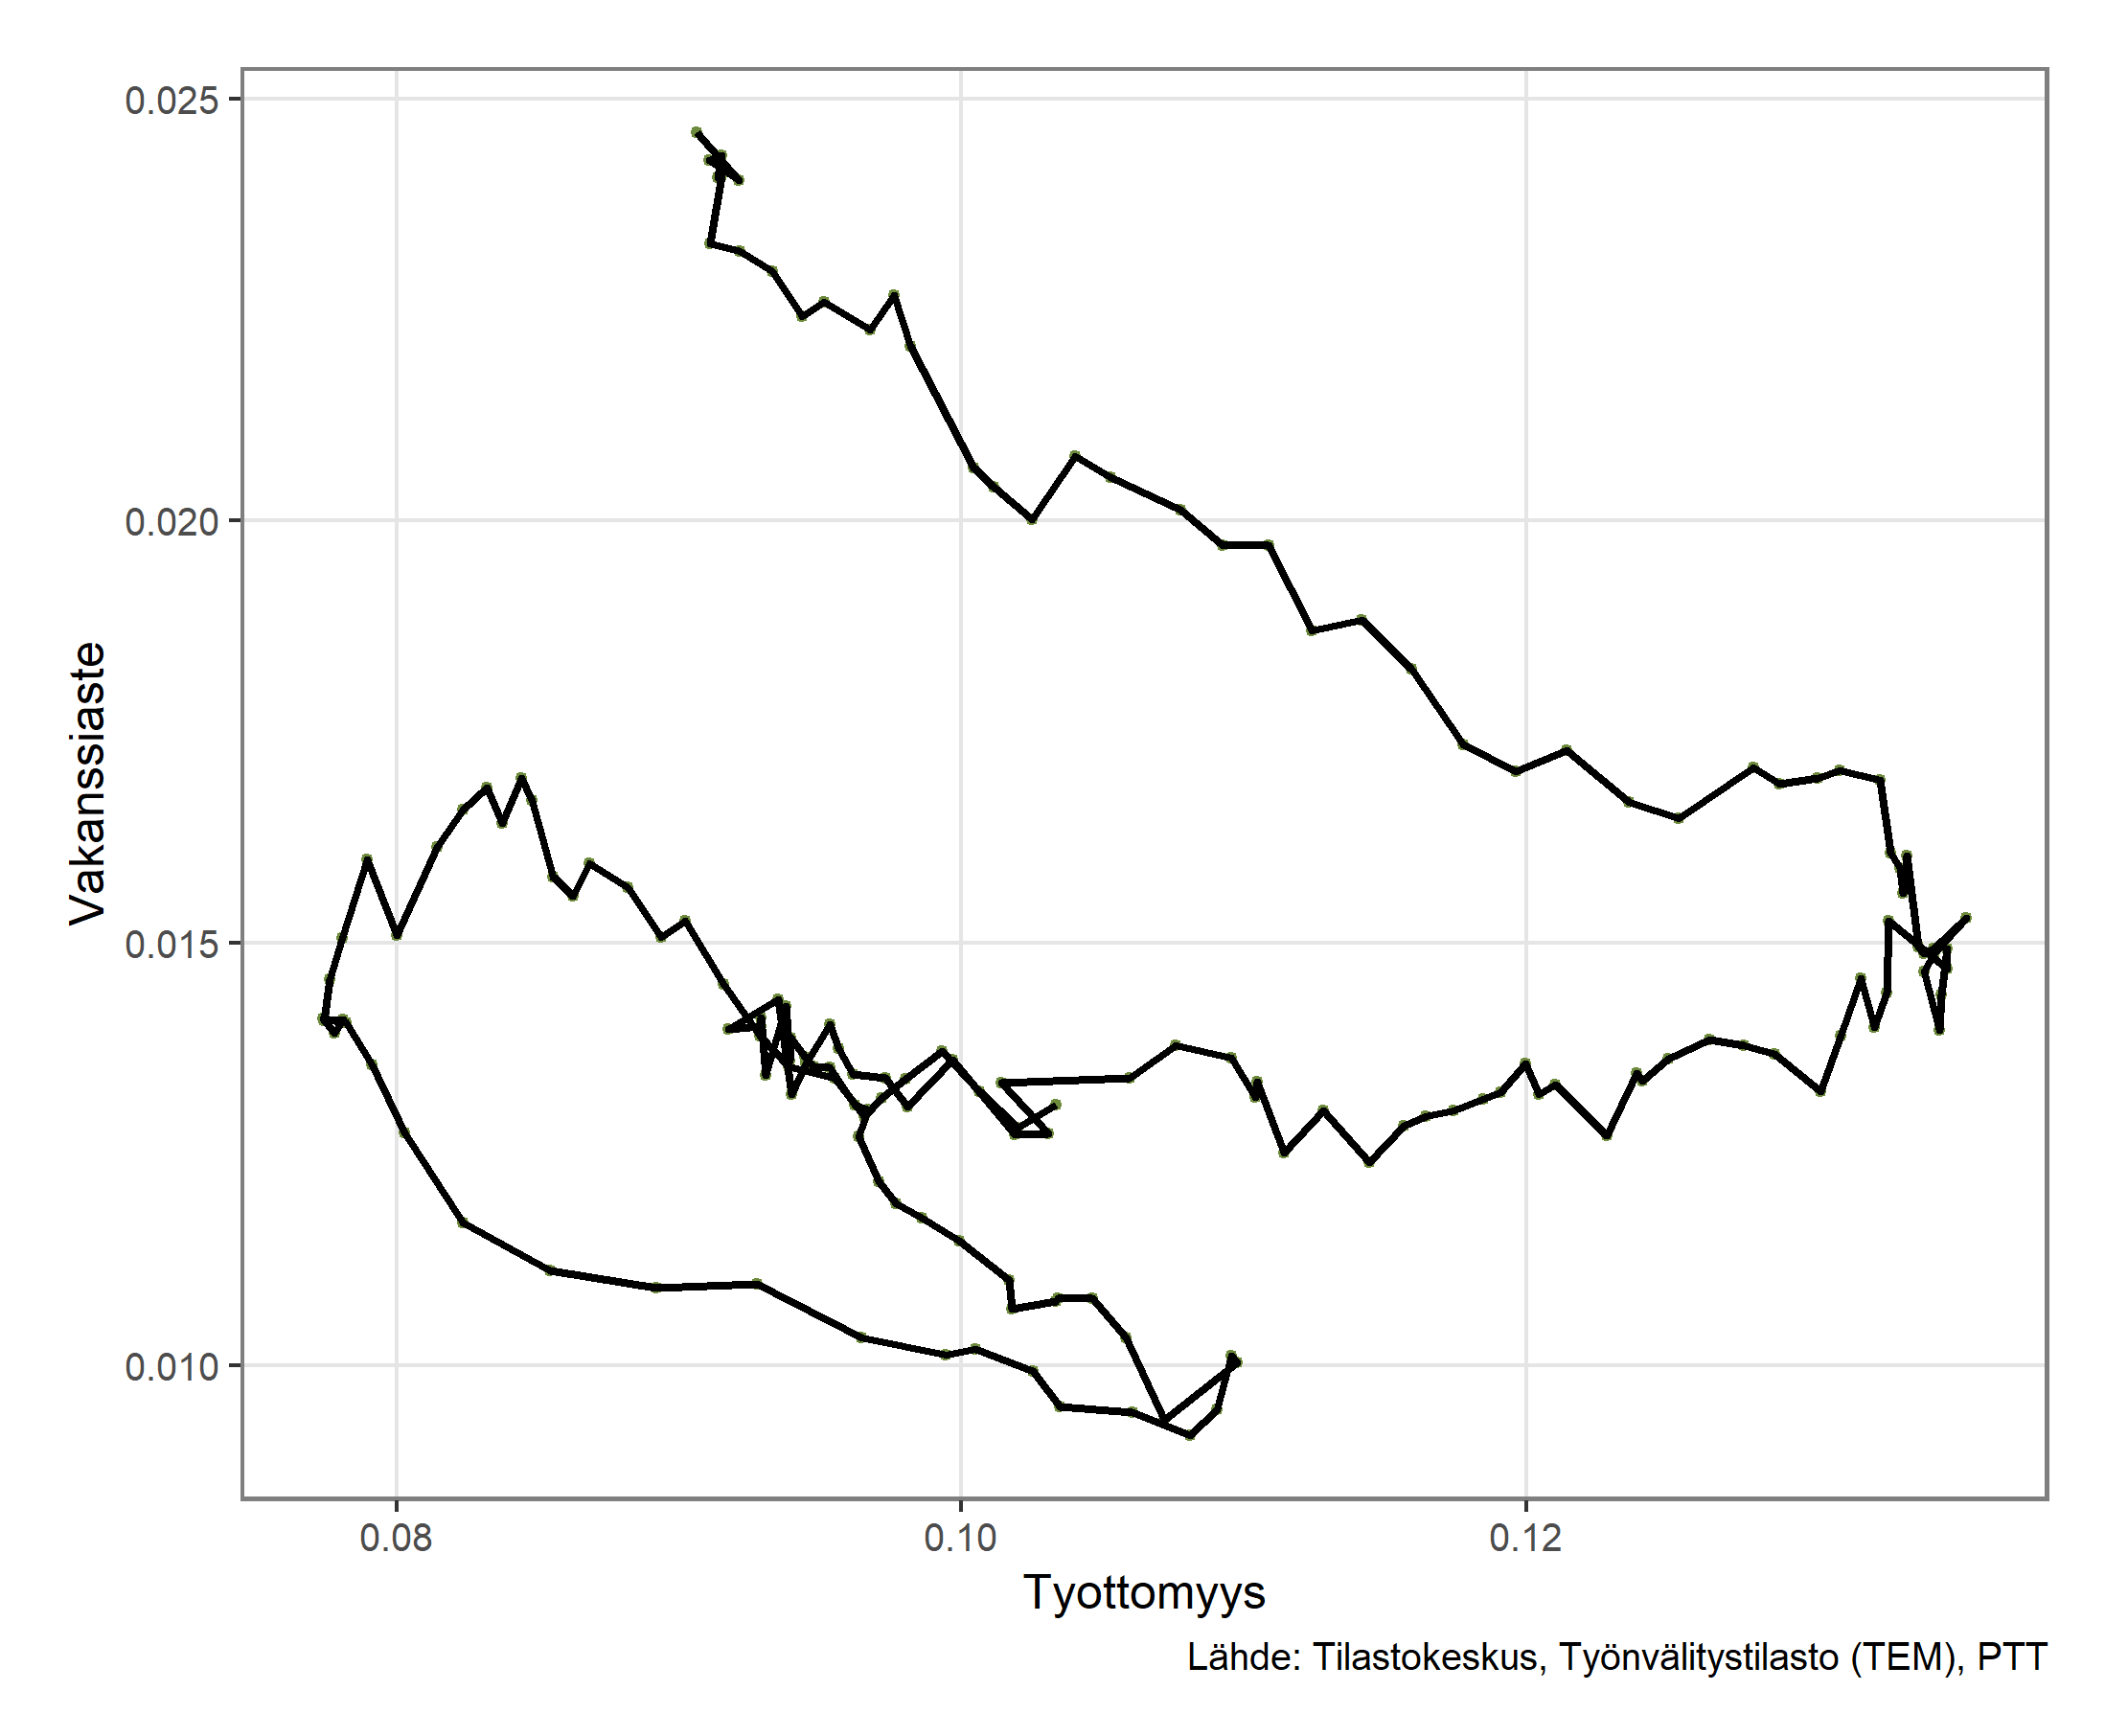 0.025
0.020
0.015
0.010
Vakanssiaste
0.08 0.10 0.12
Tyottomyys
Lähde: Tilastokeskus, Työnvälitystilasto (TEM), PTT